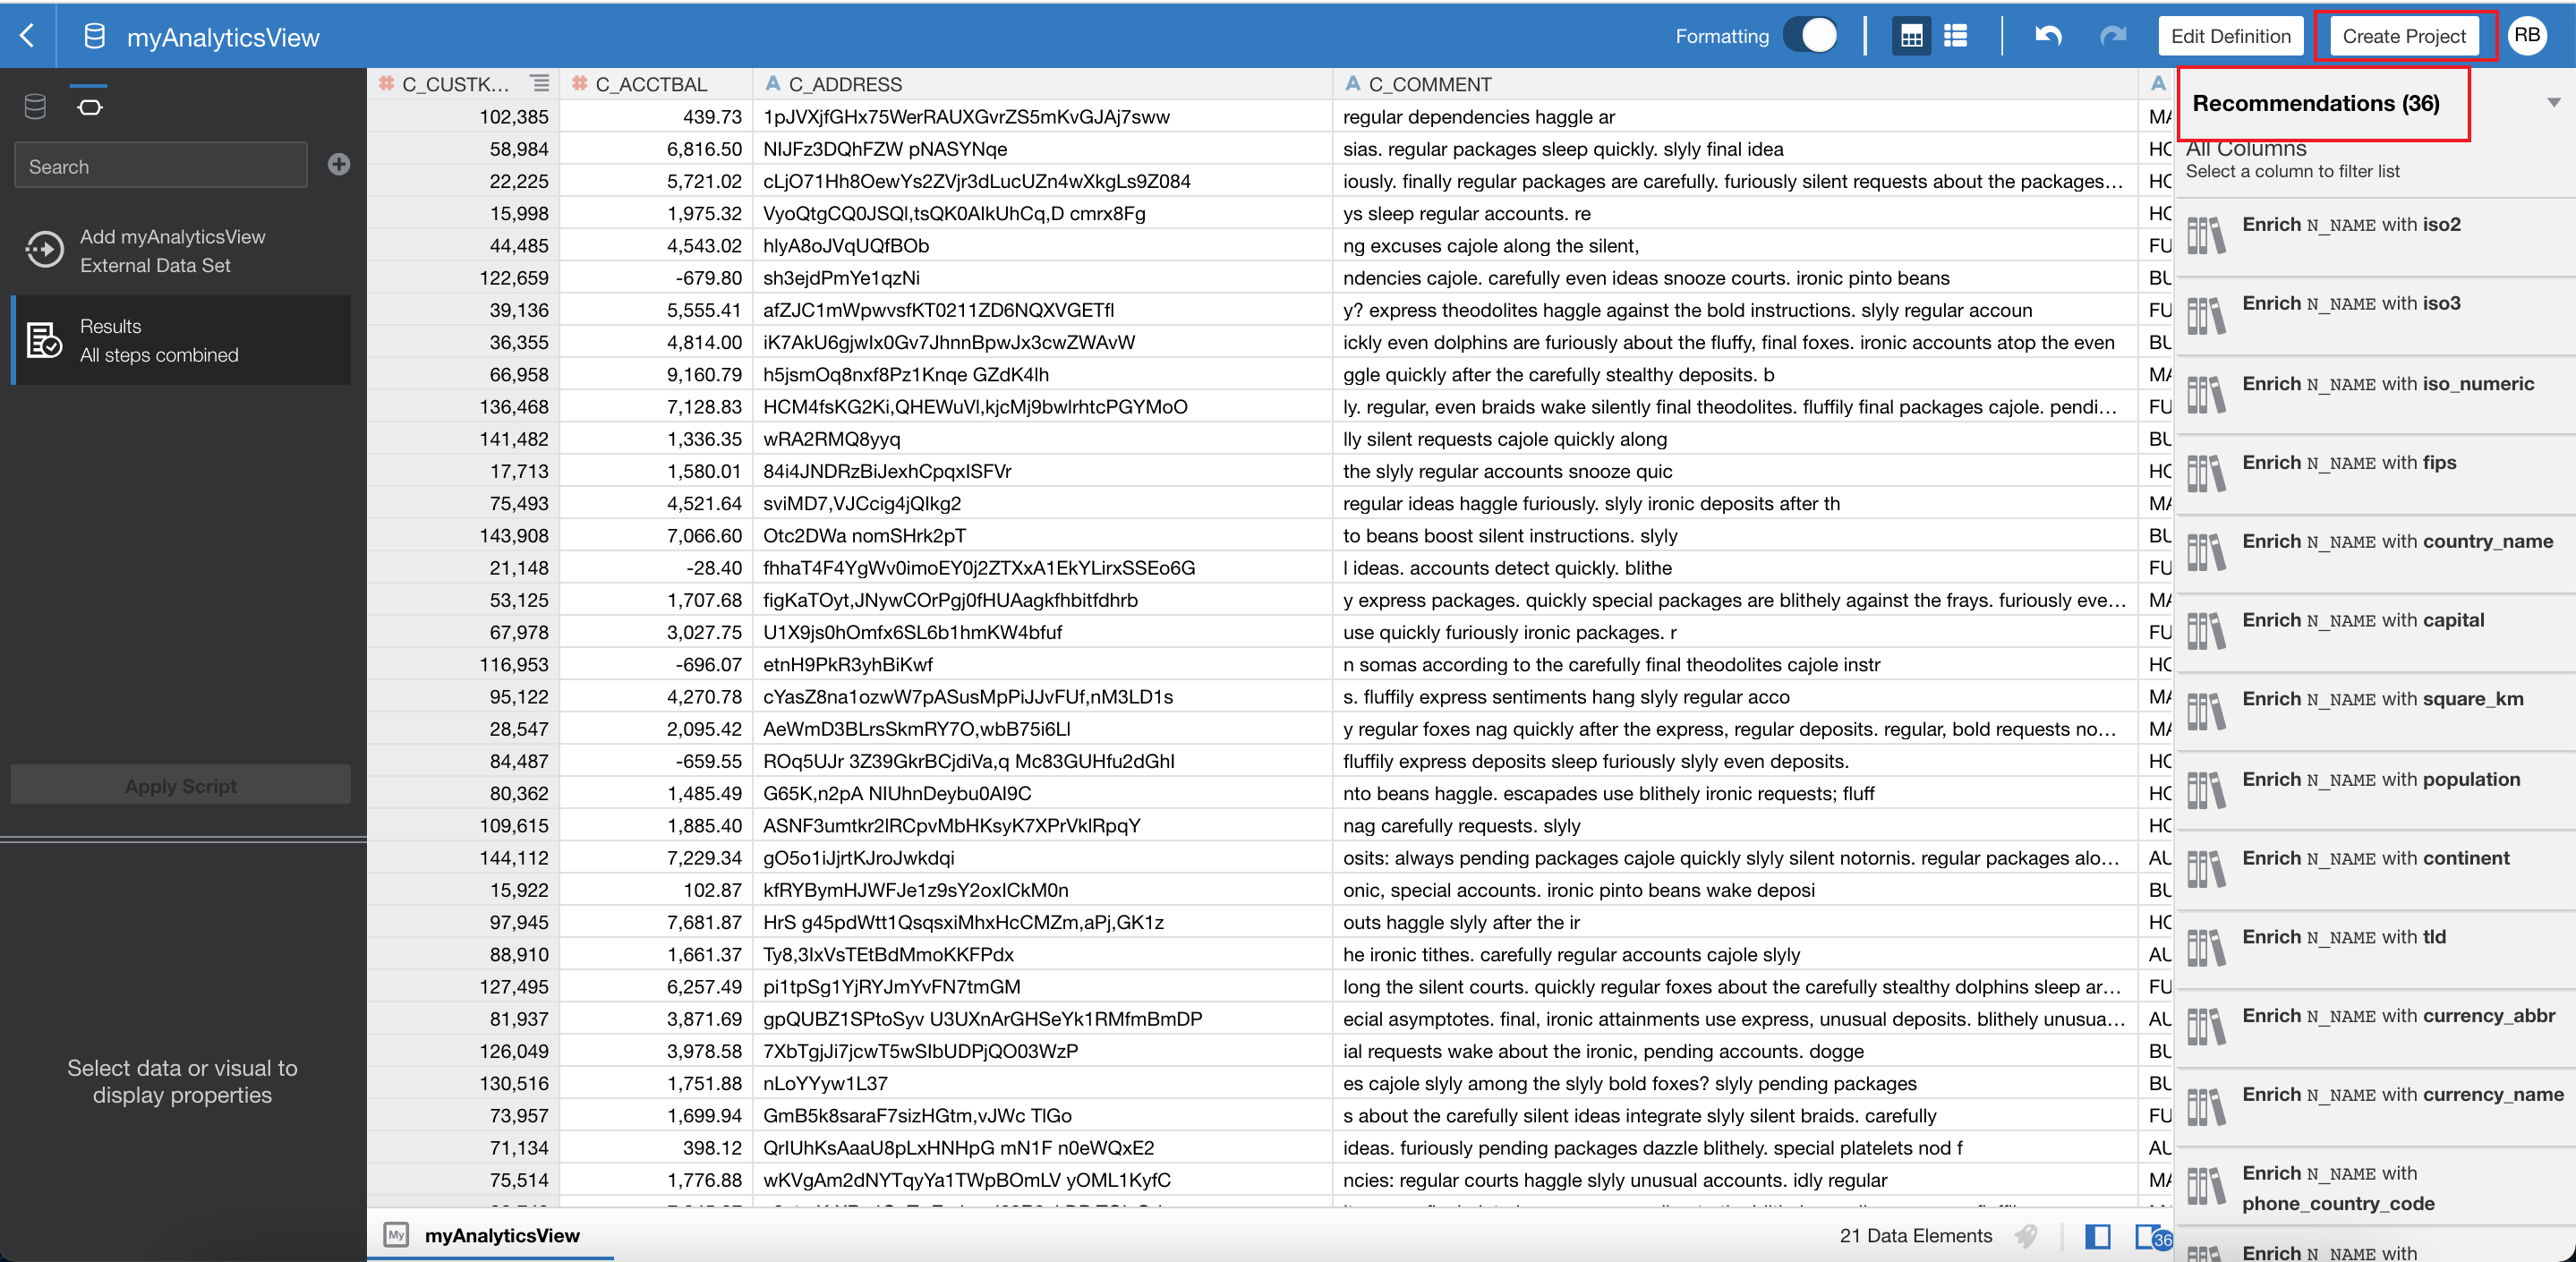 myAnalyticsView
Formatting
Edit Definition
Create Project
RB
Search
Add myAnalyticsView
External Data Set
Results
All steps combined
Apply Script
Select data or visual to
display properties
# C_CUSTK... # C_ACCTBAL A C_ADDRESS A C_COMMENT A
102,385 439.73 1pJVXjfGHx75WerRAUXGvrZS5mKvGJAj7sww regular dependencies haggle ar MA
58,984 6,816.50 NIJFz3DQhFZW pNASYNqe sias. regular packages sleep quickly. slyly final idea HO
22,225 5,721.02 cLjO71Hh8OewYs2ZVjr3dLucUZn4wXkgLs9Z084 iously. finally regular packages are carefully. furiously silent requests about the packages... HO
15,998 1,975.32 VyoQtgCQ0JSQl,tsQK0AlkUhCq,D cmrx8Fg ys sleep regular accounts. re HO
44,485 4,543.02 hlyA8oJVqUQfBOb ng excuses cajole along the silent, FU
122,659 -679.80 sh3ejdPmYe1qzNi ndencies cajole. carefully even ideas snooze courts. ironic pinto beans BU
39,136 5,555.41 afZJC1mWpwvsfKT0211ZD6NQXVGETfl y? express theodolites haggle against the bold instructions. slyly regular accoun FU
36,355 4,814.00 iK7AkU6gjwIx0Gv7JhnnBpwJx3cwZWAvW ickly even dolphins are furiously about the fluffy, final foxes. ironic accounts atop the even BU
66,958 9,160.79 h5jsmOq8nxf8Pz1Knqe GZdK4lh ggle quickly after the carefully stealthy deposits. b MA
136,468 7,128.83 HCM4fsKG2Ki,QHEWuVl,kjcMj9bwlrhtcPGYMoO ly. regular, even braids wake silently final theodolites. fluffily final packages cajole. pendi... FU
141,482 1,336.35 wRA2RMQ8yyq lly silent requests cajole quickly along BU
17,713 1,580.01 84i4JNDRzBiJexhCpqxISFVr the slyly regular accounts snooze quic HO
75,493 4,521.64 sviMD7,VJCcig4jQIkg2 regular ideas haggle furiously. slyly ironic deposits after th MA
143,908 7,066.60 Otc2DWa nomSHrk2pT to beans boost silent instructions. slyly BU
21,148 -28.40 fhhaT4F4YgWv0imoEY0j2ZTXxA1EkYLirxSSEo6G l ideas. accounts detect quickly. blithe FU
53,125 1,707.68 figKaTOyt,JNywCOrPgj0fHUAagkfhbitfdhrb y express packages. quickly special packages are blithely against the frays. furiously eve... MA
67,978 3,027.75 U1X9js0hOmfx6SL6b1hmKW4bfuf use quickly furiously ironic packages. r FU
116,953 -696.07 etnH9PkR3yhBiKwf n somas according to the carefully final theodolites cajole instr HO
95,122 4,270.78 cYasZ8na1ozwW7pASusMpPiJJvFUf,nM3LD1s s. fluffily express sentiments hang slyly regular acco MA
28,547 2,095.42 AeWmD3BLrsSkmRY7O,wbB75i6Ll y regular foxes nag quickly after the express, regular deposits. regular, bold requests no... MA
84,487 -659.55 ROq5UJr 3Z39GkrBCjdiVa,q Mc83GUHfu2dGhI fluffily express deposits sleep furiously slyly even deposits. HO
80,362 1,485.49 G65K,n2pA NIUhnDeybu0AI9C nto beans haggle. escapades use blithely ironic requests; fluff HO
109,615 1,885.40 ASNF3umtkr2lRCpvMbHKsyK7XPrVklRpqY nag carefully requests. slyly HO
144,112 7,229.34 gO5o1iJjrtKJroJwkdqi osits: always pending packages cajole quickly slyly silent notornis. regular packages alo... AU
15,922 102.87 kfRYBymHJWFJe1z9sY2oxICkM0n onic, special accounts. ironic pinto beans wake deposi BU
97,945 7,681.87 HrS g45pdWtt1QsqsxiMhxHcCMZm,aPj,GK1z outs haggle slyly after the ir HO
88,910 1,661.37 Ty8,3IxVsTEtBdMmoKKFPdx he ironic tithes. carefully regular accounts cajole slyly AU
127,495 6,257.49 pi1tpSg1YjRYJmYvFN7tmGM long the silent courts. quickly regular foxes about the carefully stealthy dolphins sleep ar... FU
81,937 3,871.69 gpQUBZ1SPtoSyv U3UXnArGHSeYk1RMfmBmDP ecial asymptotes. final, ironic attainments use express, unusual deposits. blithely unusua... AU
126,049 3,978.58 7XbTgjJi7jcwT5wSIbUDPjQO03WzP ial requests wake about the ironic, pending accounts. dogge BU
130,516 1,751.88 nLoYYyw1L37 es cajole slyly among the slyly bold foxes? slyly pending packages BU
73,957 1,699.94 GmB5k8saraF7sizHGtm,vJWc TlGo s about the carefully silent ideas integrate slyly silent braids. carefully FU
71,134 398.12 QrIUhKsAaaU8pLxHNHpG mN1F n0eWQxE2 ideas. furiously pending packages dazzle blithely. special platelets nod f AU
75,514 1,776.88 wKVgAm2dNYTqyYa1TWpBOmLV yOML1KyfC ncies: regular courts haggle slyly unusual accounts. idly regular MA
My myAnalyticsView
21 Data Elements
36
Recommendations (36)
All Columns
Select a column to filter list
Enrich N_NAME with iso2
Enrich N_NAME with iso3
Enrich N_NAME with iso_numeric
Enrich N_NAME with fips
Enrich N_NAME with country_name
Enrich N_NAME with capital
Enrich N_NAME with square_km
Enrich N_NAME with population
Enrich N_NAME with continent
Enrich N_NAME with tld
Enrich N_NAME with currency_abbr
Enrich N_NAME with currency_name
Enrich N_NAME with
phone_country_code
Enrich N_NAME with